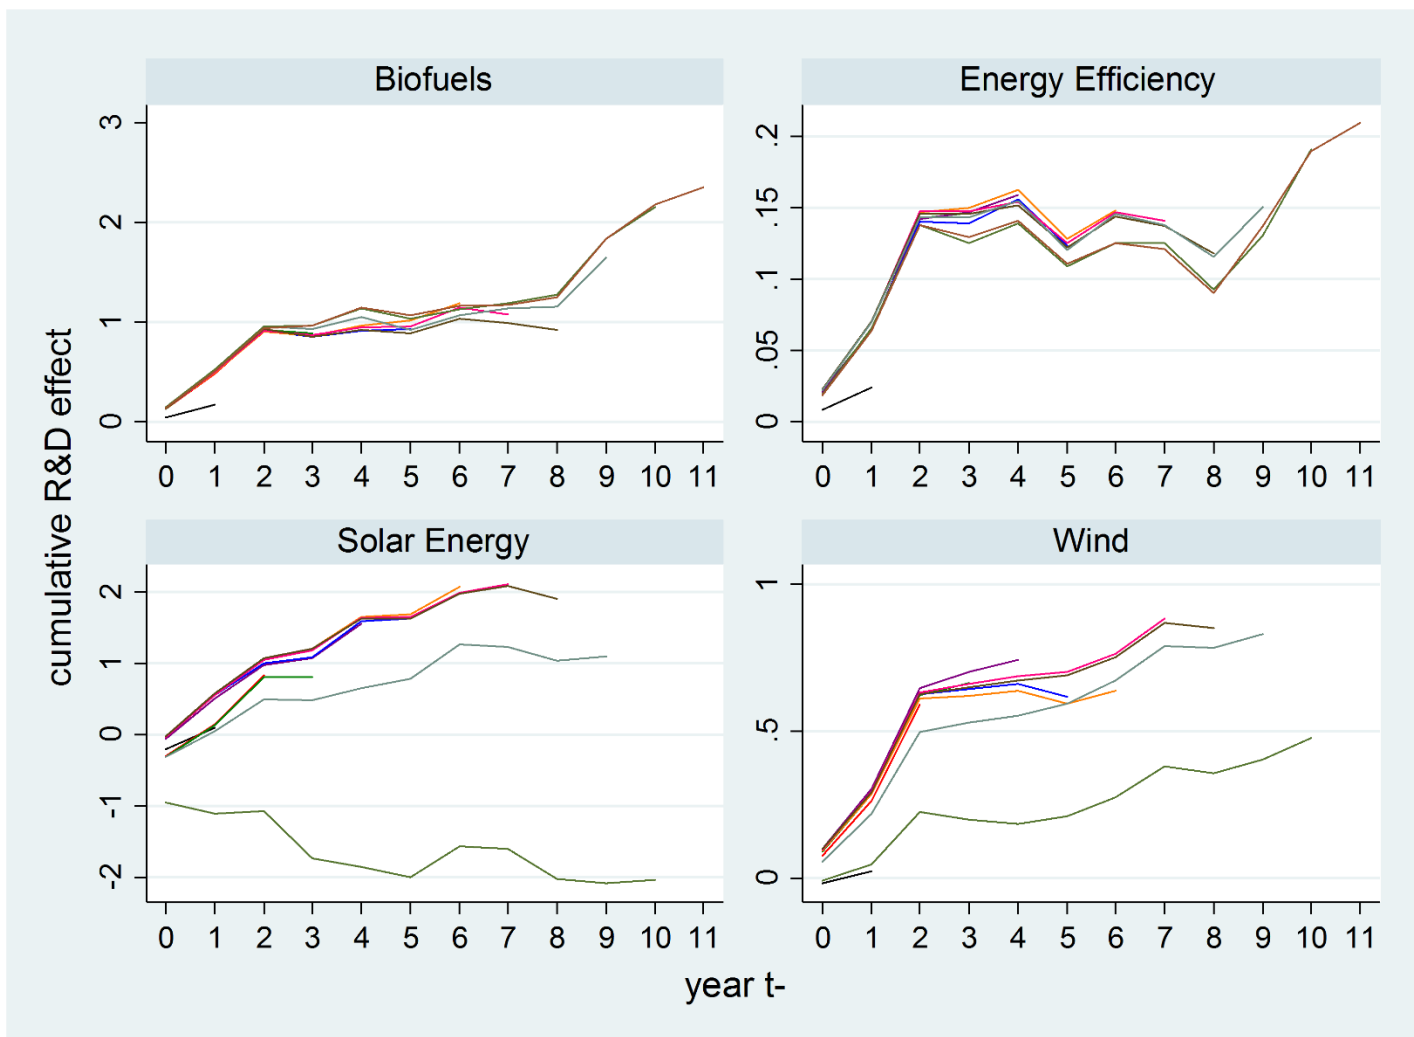 Biofuels
Energy Efficiency
3
2
1
0
.2
.15
.1
.05
0
0 1 2 3 4 5 6 7 8 9 10 11
0 1 2 3 4 5 6 7 8 9 10 11
Solar Energy
Wind
2
1
0
-1
-2
1
.5
0
0 1 2 3 4 5 6 7 8 9 10 11
0 1 2 3 4 5 6 7 8 9 10 11
cumulative R&D effect
year t-